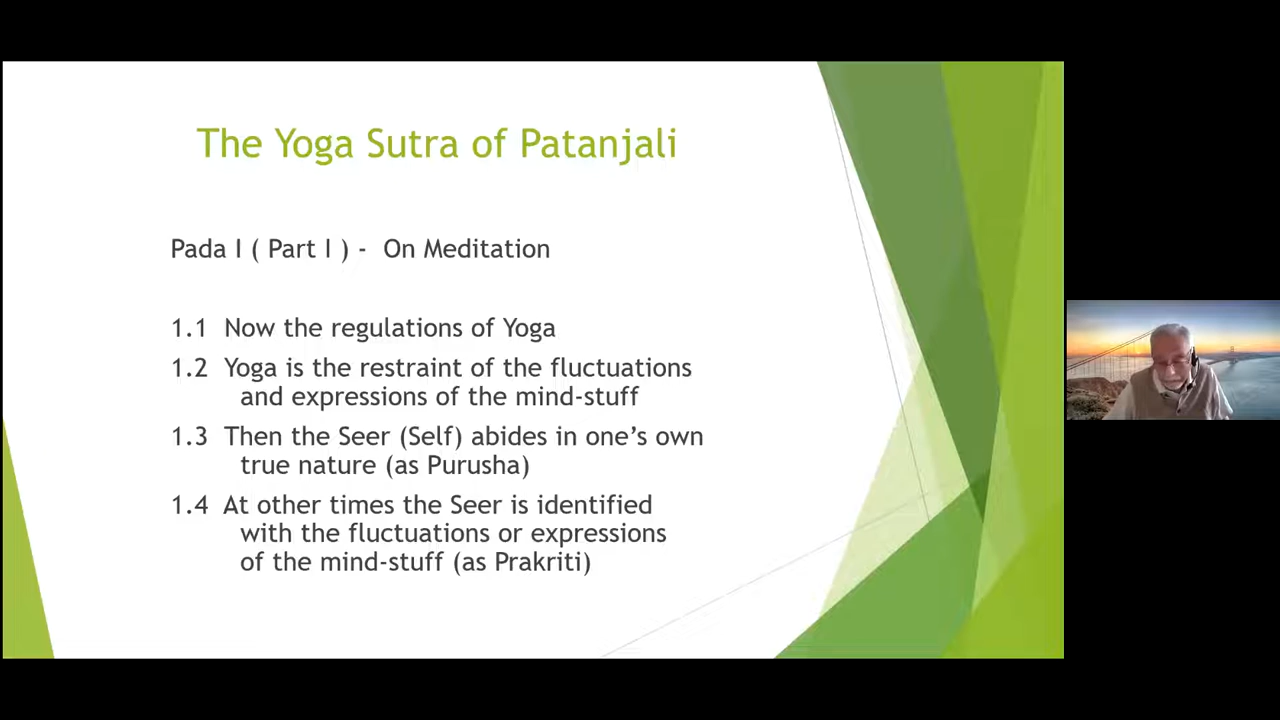 The Yoga Sutra of Patanjali
Pada I ( Part I ) - On Meditation
1.1 Now the regulations of Yoga
1.2 Yoga is the restraint of the fluctuations
and expressions of the mind-stuff
1.3 Then the Seer (Self) abides in one’s own
true nature (as Purusha)
1.4 At other times the Seer is identified
with the fluctuations or expressions
of the mind-stuff (as Prakriti)